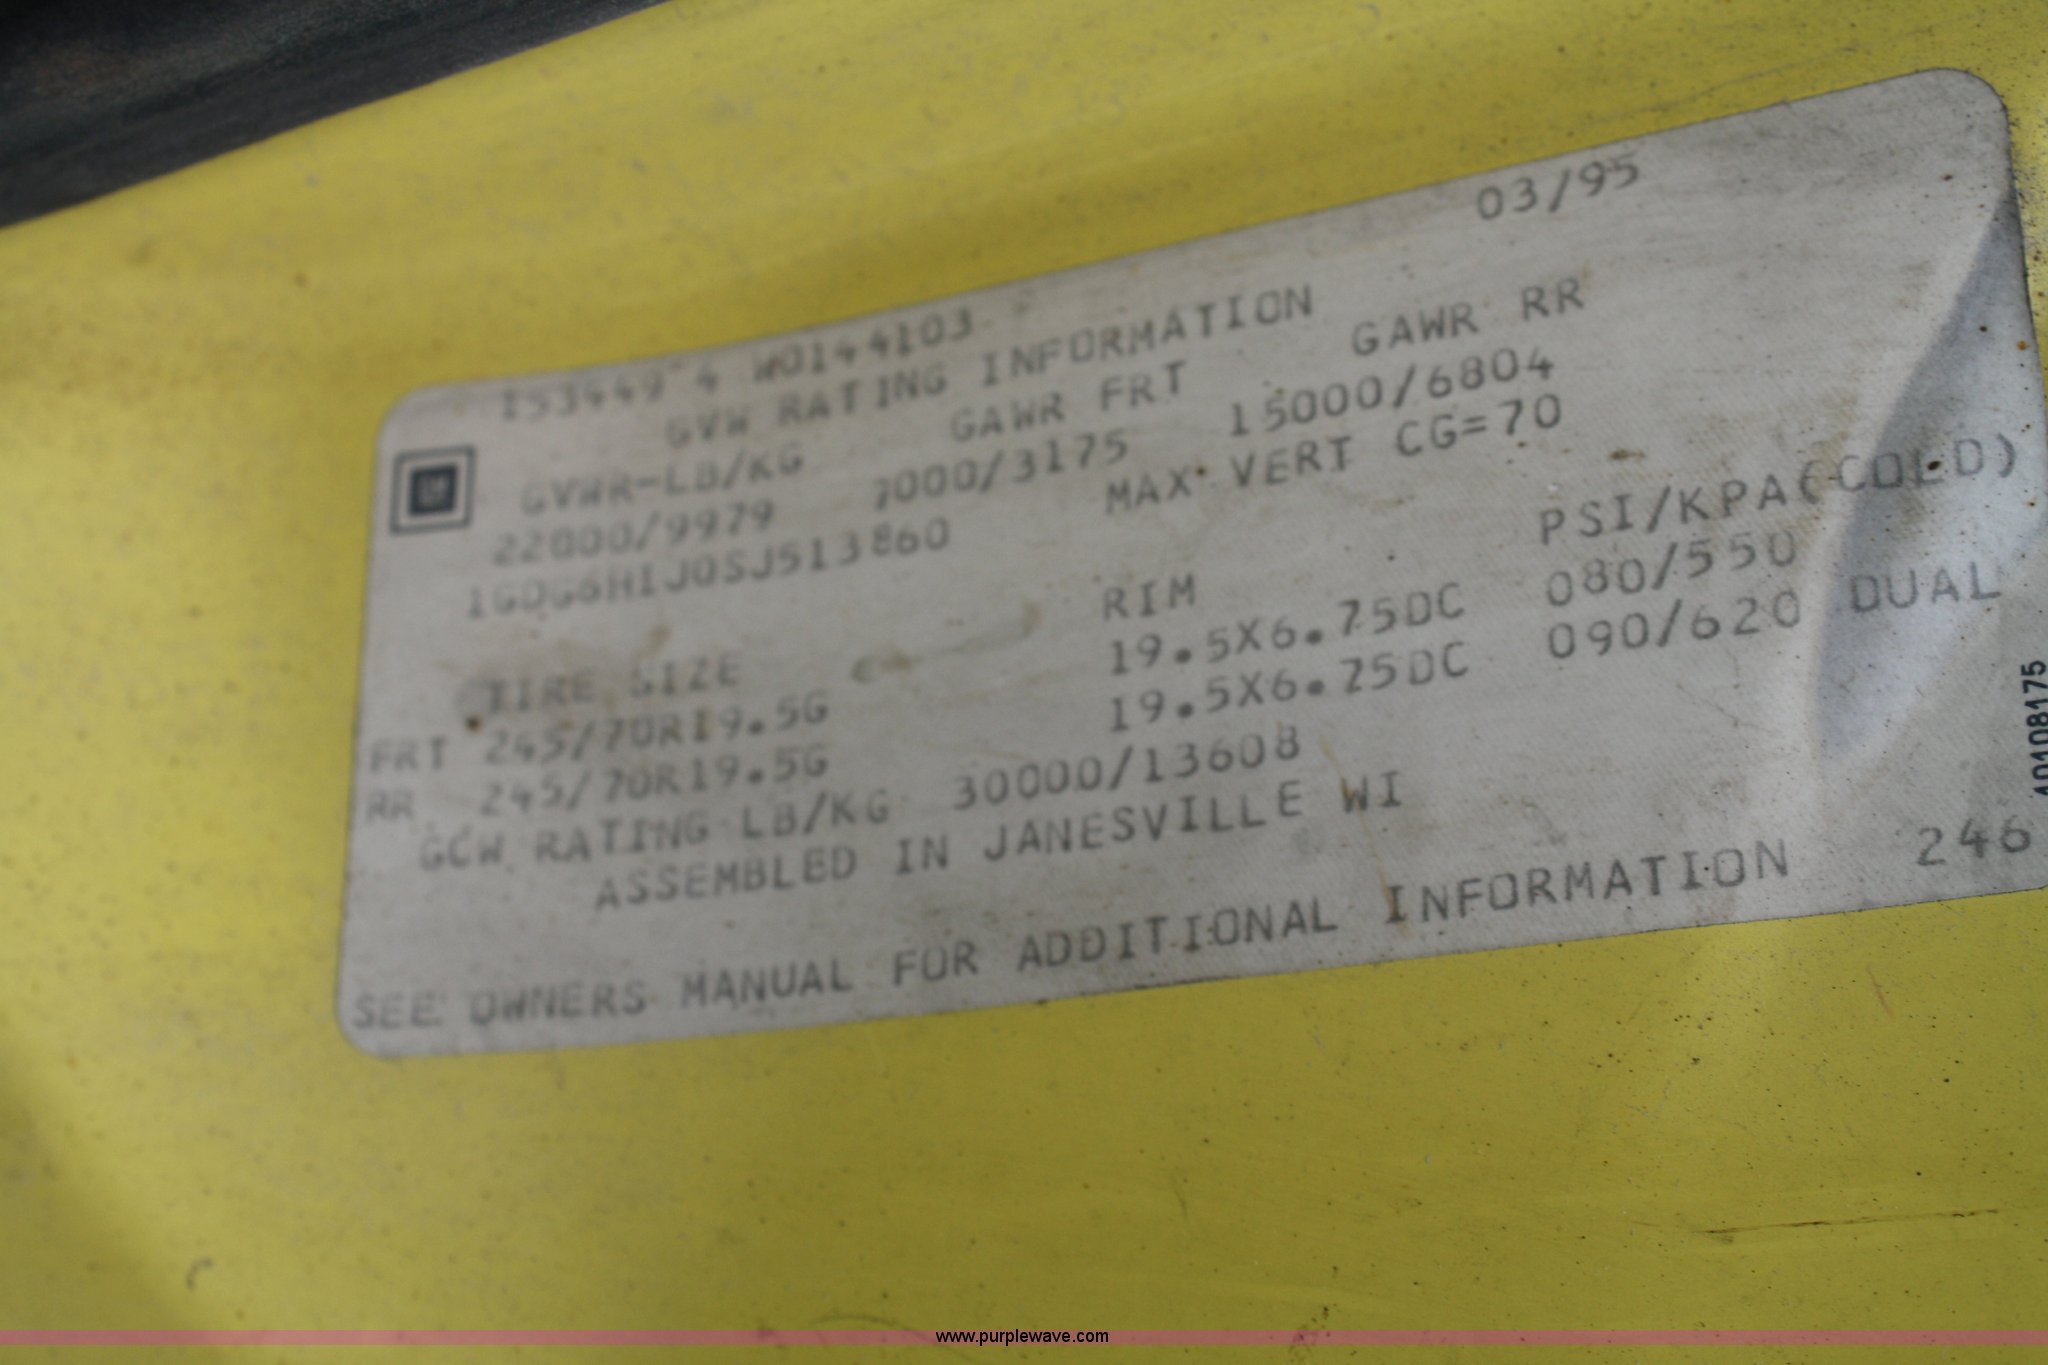 153449 4 W0144103
03/95
GVW RATING INFORMATION
GM
GVWR-LB/KG GAWR FRT GAWR RR
22000/9979 7000/3175 15000/6804
1GDG6H1J0SJ513860 MAX VERT CG=70
TIRE SIZE RIM PSI/KPA(COLD)
FRT 245/70R19.5G 19.5X6.75DC 080/550
RR 245/70R19.5G 19.5X6.75DC 090/620 DUAL
GCW RATING LB/KG 30000/13608
ASSEMBLED IN JANESVILLE WI
SEE OWNERS MANUAL FOR ADDITIONAL INFORMATION 246
40108175
www.purplewave.com